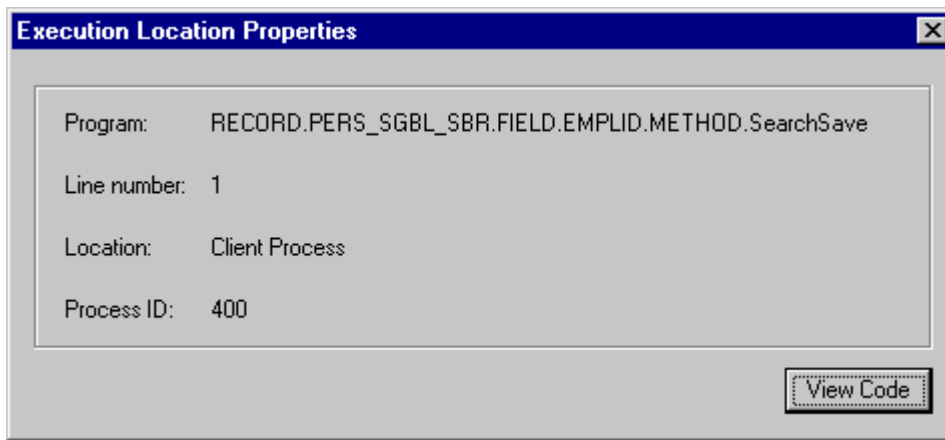 Execution Location Properties
Program: RECORD.PERS_SGBL_SBR.FIELD.EMPLID.METHOD.SearchSave
Line number: 1
Location: Client Process
Process ID: 400
View Code